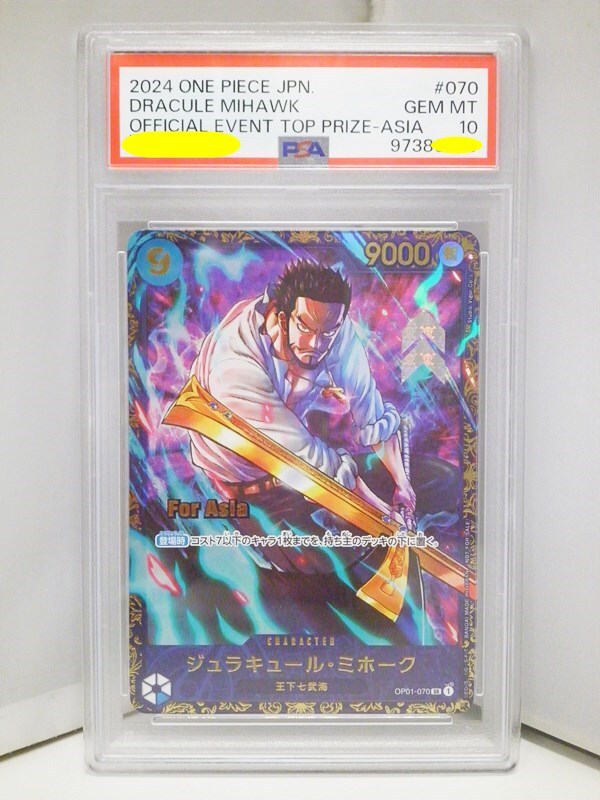 2024 ONE PIECE JPN. #070
DRACULE MIHAWK GEM MT
OFFICIAL EVENT TOP PRIZE-ASIA 10
PSA 9738
9 9000 斬
For Asia
登場時 コスト7以下のキャラ1枚までを、持ち主のデッキの下に置く。
CHARACTER
ジュラキュール・ミホーク
王下七武海
OP01-070 SR 1